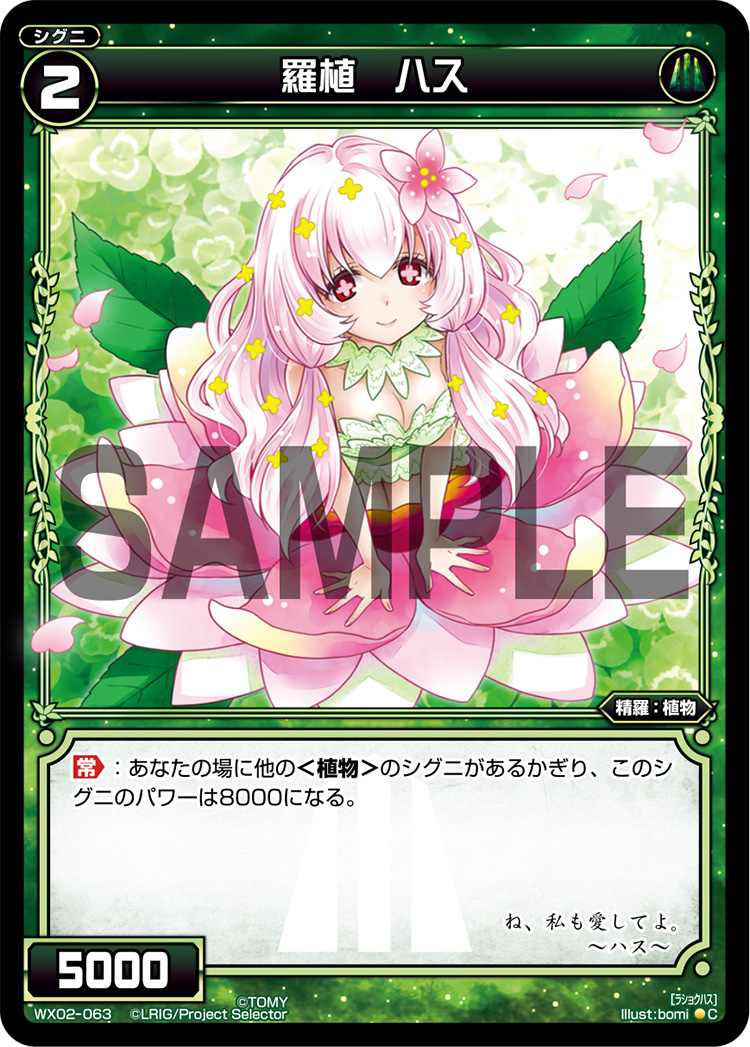 シグニ
2
羅植 ハス
SAMPLE
精羅:植物
常:あなたの場に他の<植物>のシグニがあるかぎり、このシ
グニのパワーは8000になる。
ね、私も愛してよ。
~ハス~
5000
WX02-063 ©LRIG/Project Selector
©TOMY
[ラショクハス]
Illust:bomi C